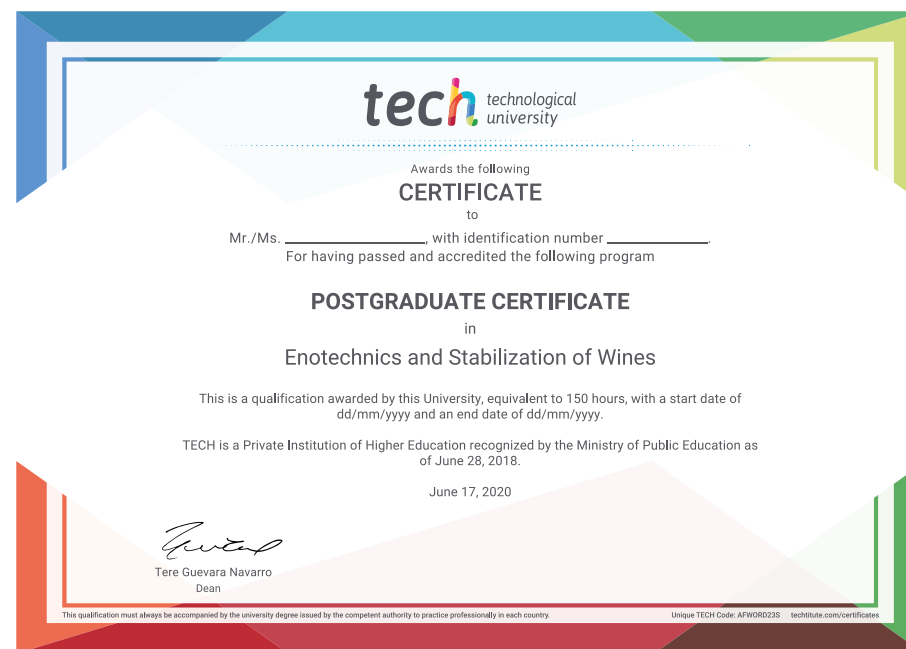 tech technological
university
Awards the following
CERTIFICATE
to
Mr./Ms. ____________________, with identification number ______________.
For having passed and accredited the following program
POSTGRADUATE CERTIFICATE
in
Enotechnics and Stabilization of Wines
This is a qualification awarded by this University, equivalent to 150 hours, with a start date of
dd/mm/yyyy and an end date of dd/mm/yyyy.
TECH is a Private Institution of Higher Education recognized by the Ministry of Public Education as
of June 28, 2018.
June 17, 2020
Tere Guevara Navarro
Dean
This qualification must always be accompanied by the university degree issued by the competent authority to practice professionally in each country. Unique TECH Code: AFWORD23S techtitute.com/certificates